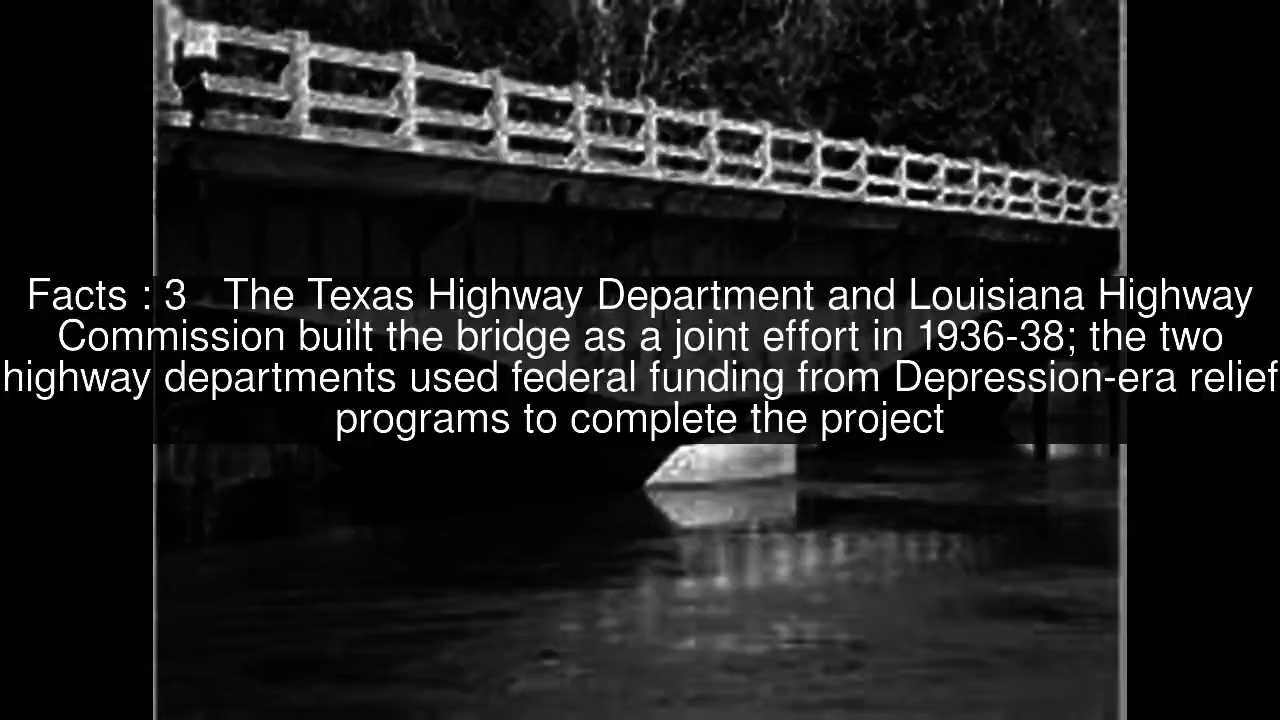 Facts : 3 The Texas Highway Department and Louisiana Highway
Commission built the bridge as a joint effort in 1936-38; the two
highway departments used federal funding from Depression-era relief
programs to complete the project